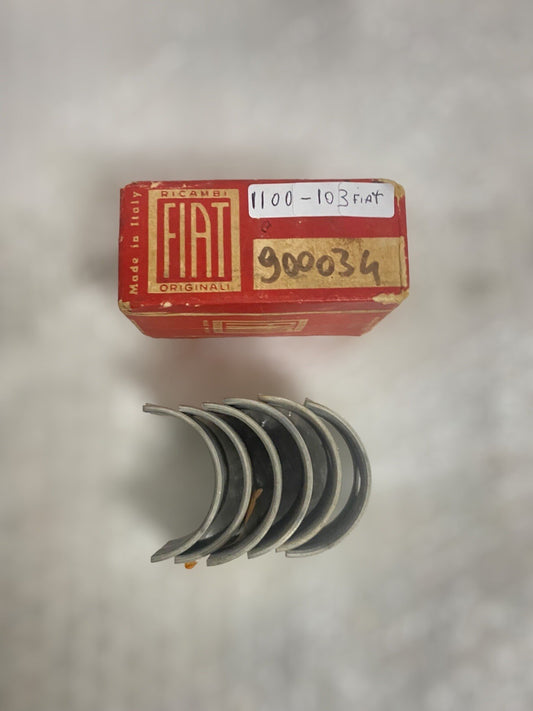 Made in Italy
RICAMBI
FIAT
ORIGINALI
1100-103 FIAT
900034